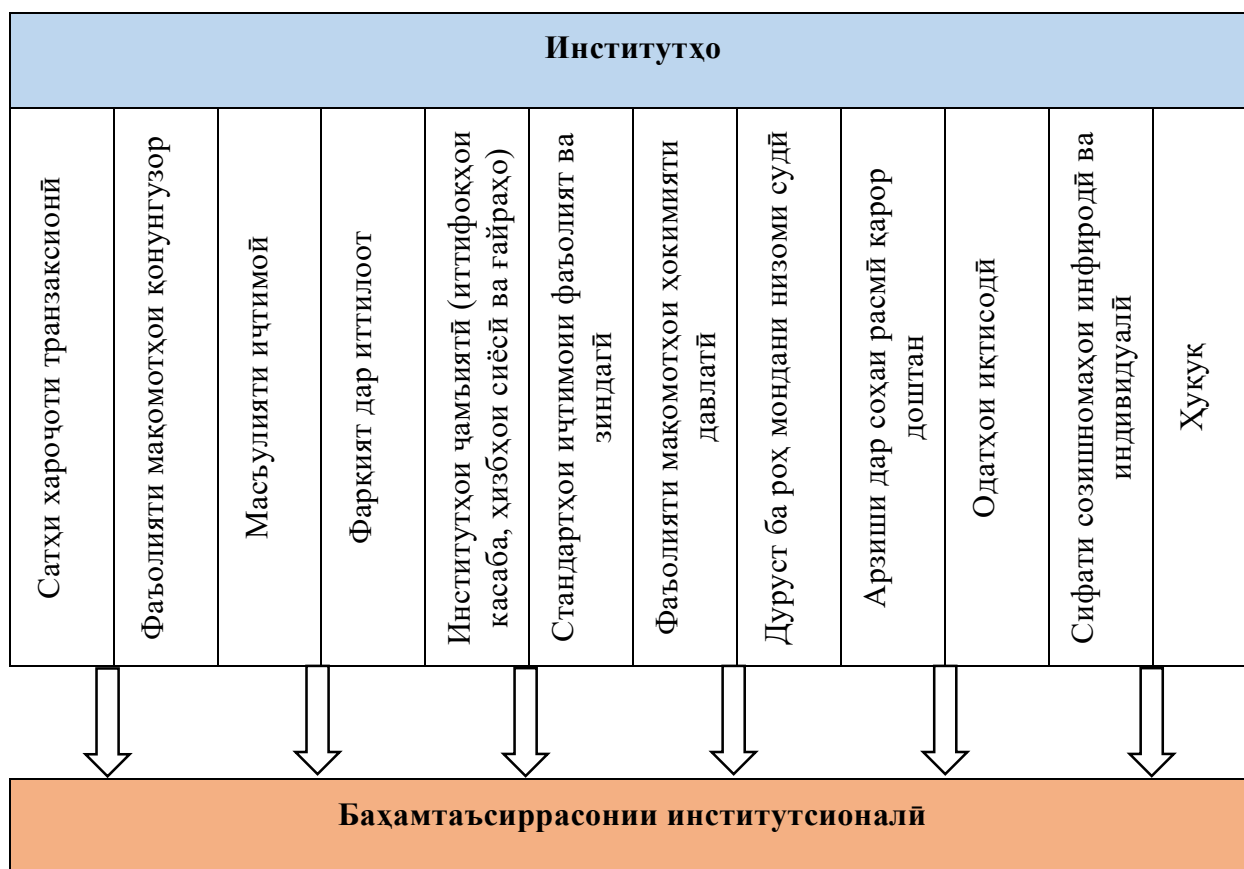 Институтҳо
Сатҳи хароҷоти транзаксионӣ
Фаъолияти мақомотҳои қонунгузор
Масъулияти иҷтимоӣ
Фарқият дар иттилоот
Институтҳои ҷамъиятӣ (иттифоқҳои
касаба, ҳизбҳои сиёсӣ ва ғайраҳо)
Стандартҳои иҷтимоии фаъолият ва
зиндагӣ
Фаъолияти мақомотҳои ҳокимияти
давлатӣ
Дуруст ба роҳ мондани низоми судӣ
Арзиши дар соҳаи расмӣ қарор
доштан
Одатҳои иқтисодӣ
Сифати созишномаҳои инфиродӣ ва
индивидуалӣ
Ҳуқуқ
Баҳамтаъсиррасонии институтсионалӣ